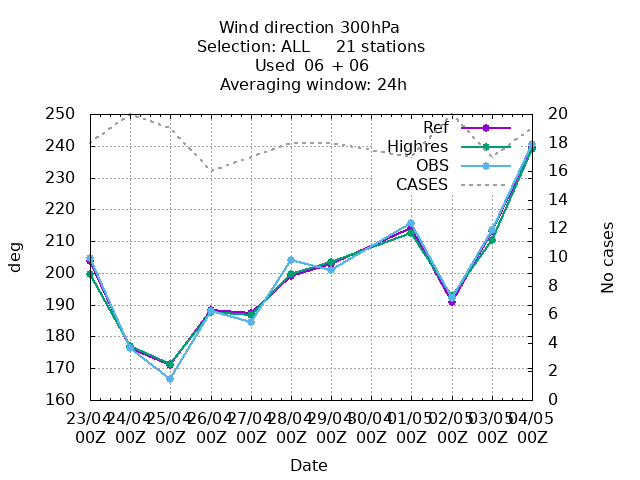 Wind direction 300hPa
Selection: ALL 21 stations
Used 06 + 06
Averaging window: 24h
250 20
240 18
230 16
220 14
210 12
200 10
190 8
180 6
170 4
160 2
0
Ref
Highres
OBS
CASES
deg
No cases
23/04 24/04 25/04 26/04 27/04 28/04 29/04 30/04 01/05 02/05 03/05 04/05
00Z 00Z 00Z 00Z 00Z 00Z 00Z 00Z 00Z 00Z 00Z 00Z
Date